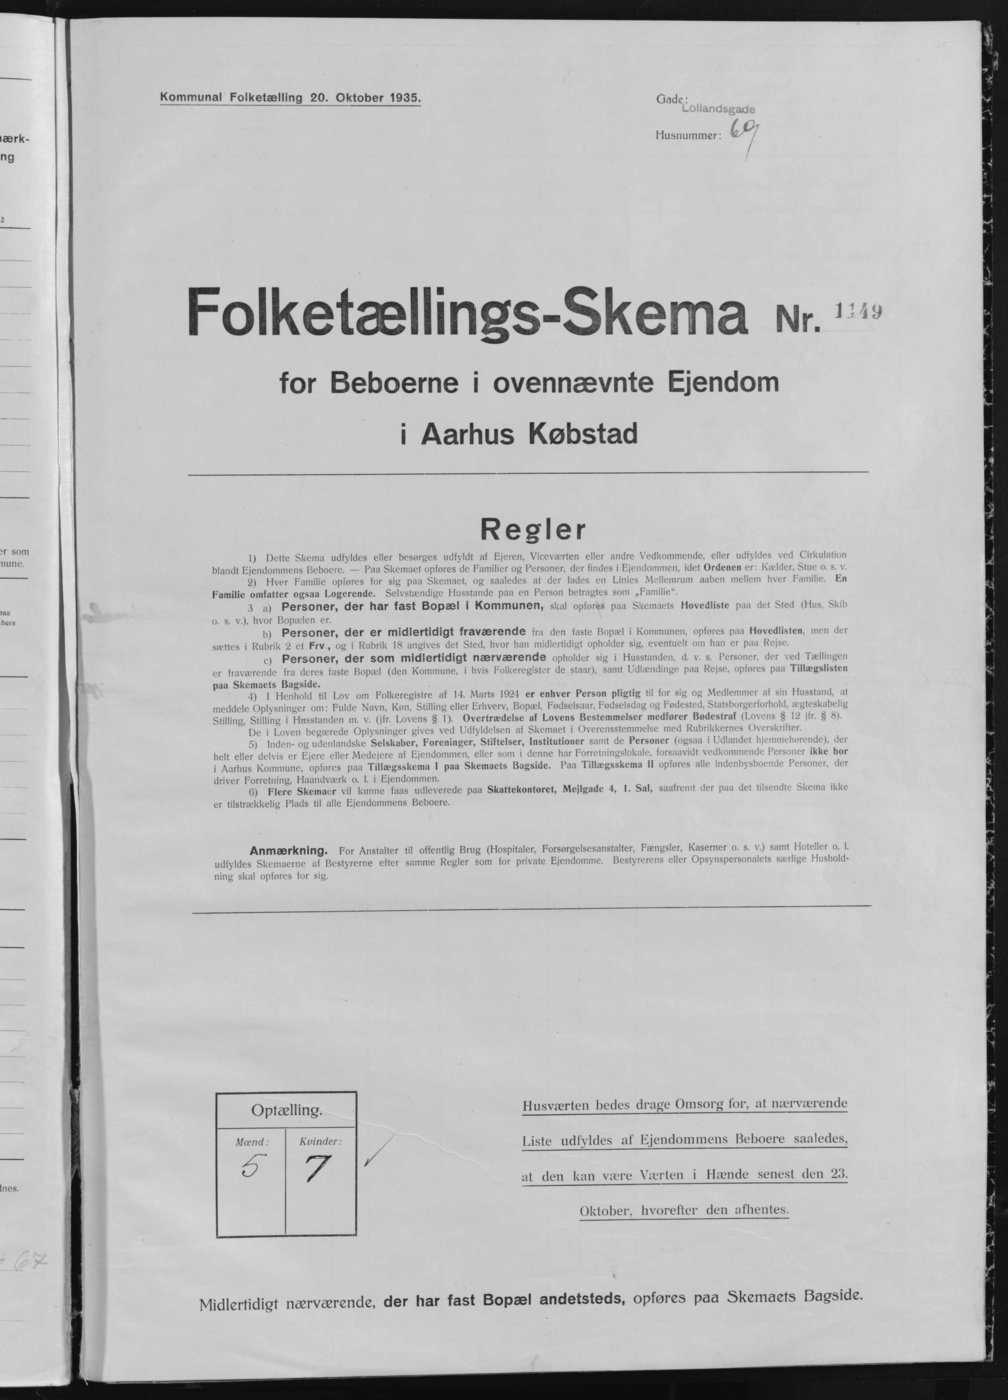 Kommunal Folketælling 20. Oktober 1935.
Gade: Lollandsgade
Husnummer: 69
Folketællings-Skema Nr. 1149
for Beboerne i ovennævnte Ejendom
i Aarhus Købstad
Regler
1) Dette Skema udfyldes eller besørges udfyldt af Ejeren, Viceværten eller andre Vedkommende, eller udfyldes ved Cirkulation
blandt Ejendommens Beboere. — Paa Skemaet opføres de Familier og Personer, der findes i Ejendommen, idet Ordenen er: Kælder, Stue o. s. v.
2) Hver Familie opføres for sig paa Skemaet, og saaledes at der lades en Linies Mellemrum aaben mellem hver Familie. En
Familie omfatter ogsaa Logerende. Selvstændige Husstande paa en Person betragtes som „Familie“.
3 a) Personer, der har fast Bopæl i Kommunen, skal opføres paa Skemaets Hovedliste paa det Sted (Hus, Skib
o. s. v.), hvor Bopælen er.
b) Personer, der er midlertidigt fraværende fra den faste Bopæl i Kommunen, opføres paa Hovedlisten, men der
sættes i Rubrik 2 et Frv., og i Rubrik 18 angives det Sted, hvor han midlertidigt opholder sig, eventuelt om han er paa Rejse.
c) Personer, der som midlertidigt nærværende opholder sig i Husstanden, d. v. s. Personer, der ved Tællingen
er fraværende fra deres faste Bopæl (den Kommune, i hvis Folkeregister de staar), samt Udlændinge paa Rejse, opføres paa Tillægslisten
paa Skemaets Bagside.
4) I Henhold til Lov om Folkeregistre af 14. Marts 1924 er enhver Person pligtig til for sig og Medlemmer af sin Husstand, at
meddele Oplysninger om: Fulde Navn, Køn, Stilling eller Erhverv, Bopæl, Fødselsaar, Fødselsdag og Fødested, Statsborgerforhold, ægteskabelig
Stilling, Stilling i Husstanden m. v. (jfr. Lovens § 1). Overtrædelse af Lovens Bestemmelser medfører Bødestraf (Lovens § 12 jfr. § 8).
De i Loven begærede Oplysninger gives ved Udfyldelsen af Skemaet i Overensstemmelse med Rubrikkernes Overskrifter.
5) Inden- og udenlandske Selskaber, Foreninger, Stiftelser, Institutioner samt de Personer (ogsaa i Udlandet hjemmehørende), der
helt eller delvis er Ejere eller Medejere af Ejendommen, eller som i denne har Forretningslokale, forsaavidt vedkommende Personer ikke bor
i Aarhus Kommune, opføres paa Tillægsskema I paa Skemaets Bagside. Paa Tillægsskema II opføres alle indenbysboende Personer, der
driver Forretning, Haandværk o. l. i Ejendommen.
6) Flere Skemaer vil kunne faas udleverede paa Skattekontoret, Mejlgade 4, 1. Sal, saafremt der paa det tilsendte Skema ikke
er tilstrækkelig Plads til alle Ejendommens Beboere.
Anmærkning. For Anstalter til offentlig Brug (Hospitaler, Forsørgelsesanstalter, Fængsler, Kaserner o. s. v.) samt Hoteller o. l.
udfyldes Skemaerne af Bestyrerne efter samme Regler som for private Ejendomme. Bestyrerens eller Opsynspersonalets særlige Hushold-
ning skal opføres for sig.
Optælling.
Mænd: Kvinder:
5 7
Husværten bedes drage Omsorg for, at nærværende
Liste udfyldes af Ejendommens Beboere saaledes,
at den kan være Værten i Hænde senest den 23.
Oktober, hvorefter den afhentes.
Midlertidigt nærværende, der har fast Bopæl andetsteds, opføres paa Skemaets Bagside.